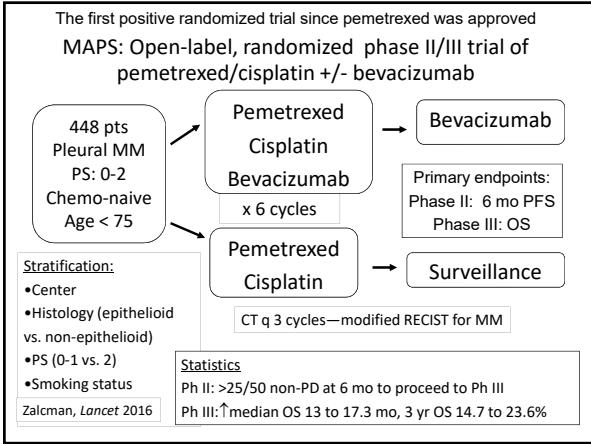 The first positive randomized trial since pemetrexed was approved
MAPS: Open-label, randomized phase II/III trial of
pemetrexed/cisplatin +/- bevacizumab
448 pts
Pleural MM
PS: 0-2
Chemo-naive
Age < 75
Pemetrexed
Cisplatin
Bevacizumab
x 6 cycles
Bevacizumab
Primary endpoints:
Phase II: 6 mo PFS
Phase III: OS
Pemetrexed
Cisplatin
Surveillance
CT q 3 cycles—modified RECIST for MM
Stratification:
•Center
•Histology (epithelioid
vs. non-epithelioid)
•PS (0-1 vs. 2)
•Smoking status
Zalcman, Lancet 2016
Statistics
Ph II: >25/50 non-PD at 6 mo to proceed to Ph III
Ph III:↑median OS 13 to 17.3 mo, 3 yr OS 14.7 to 23.6%